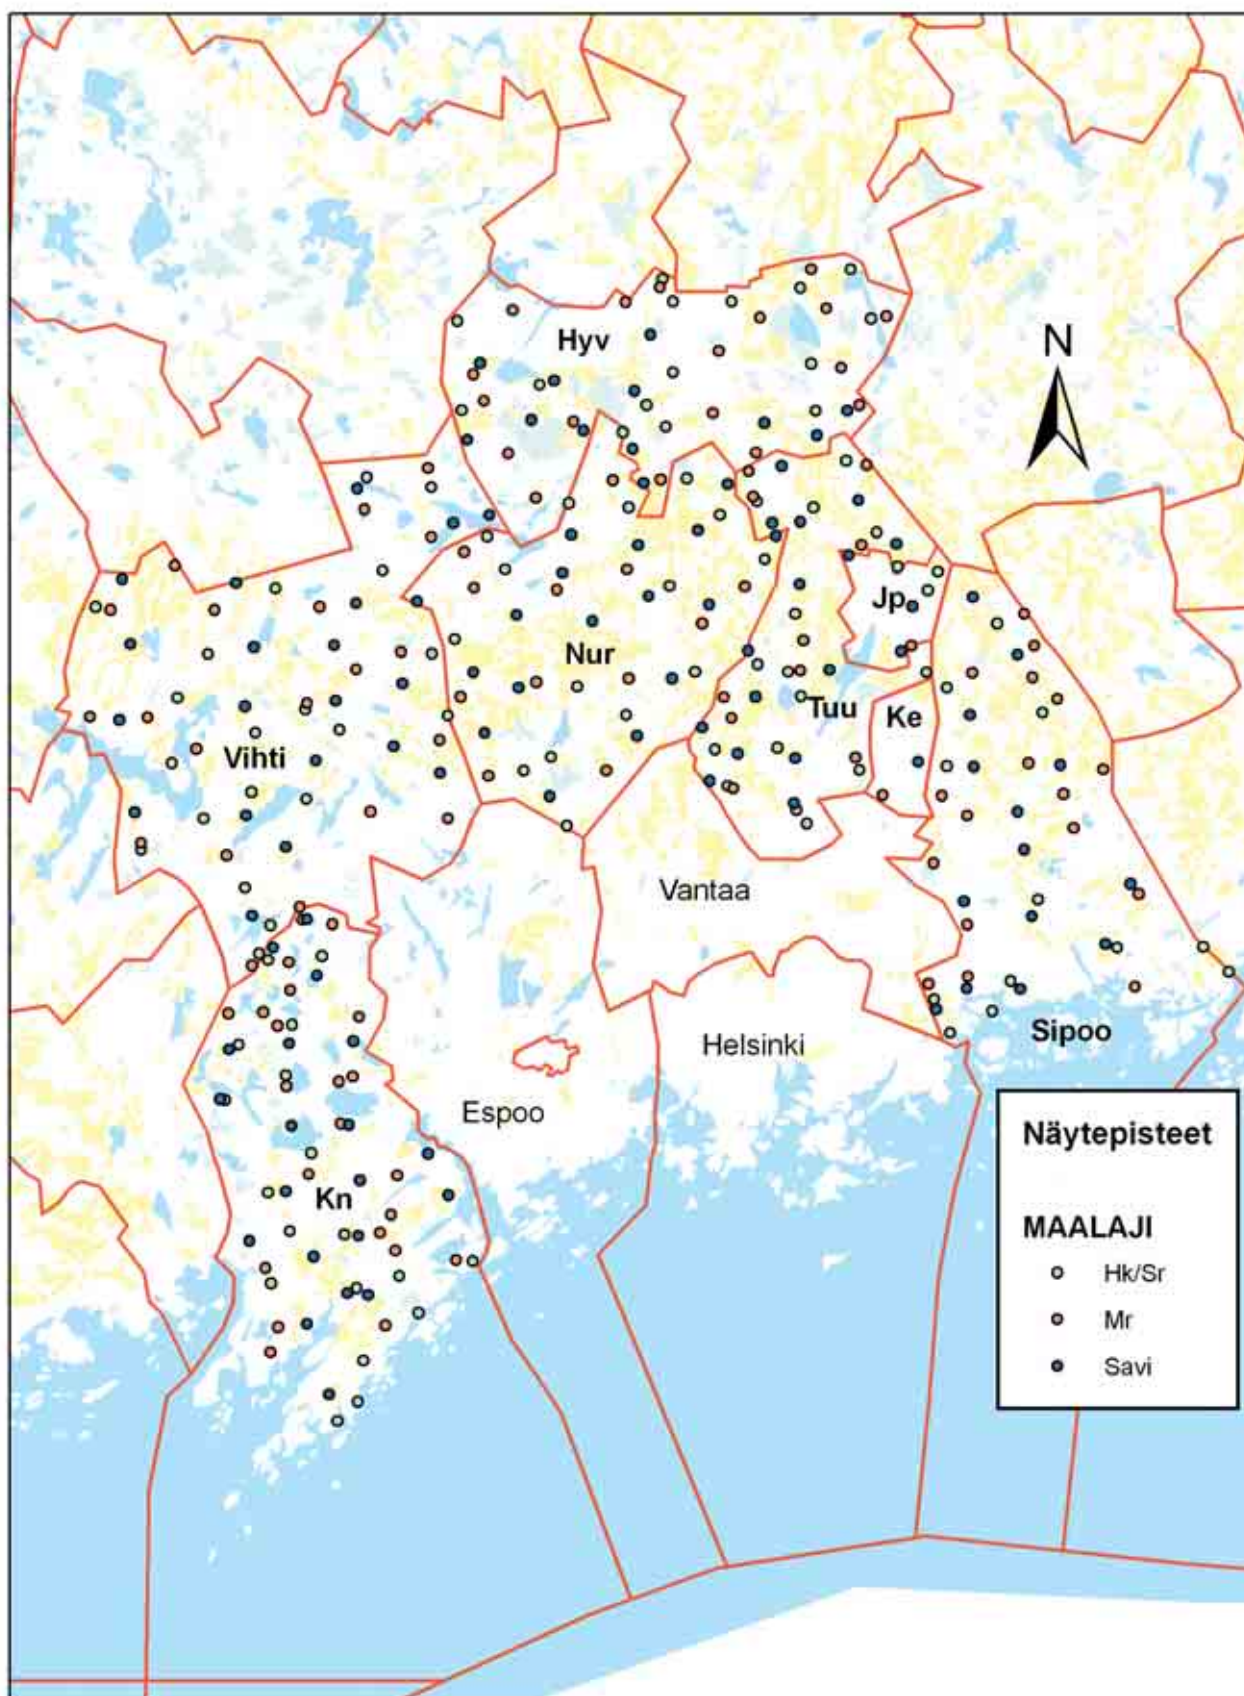 N
Hyv
Jp
Nur
Tuu
Ke
Vihti
Vantaa
Helsinki
Sipoo
Espoo
Kn
Näytepisteet
MAALAJI
Hk/Sr
Mr
Savi